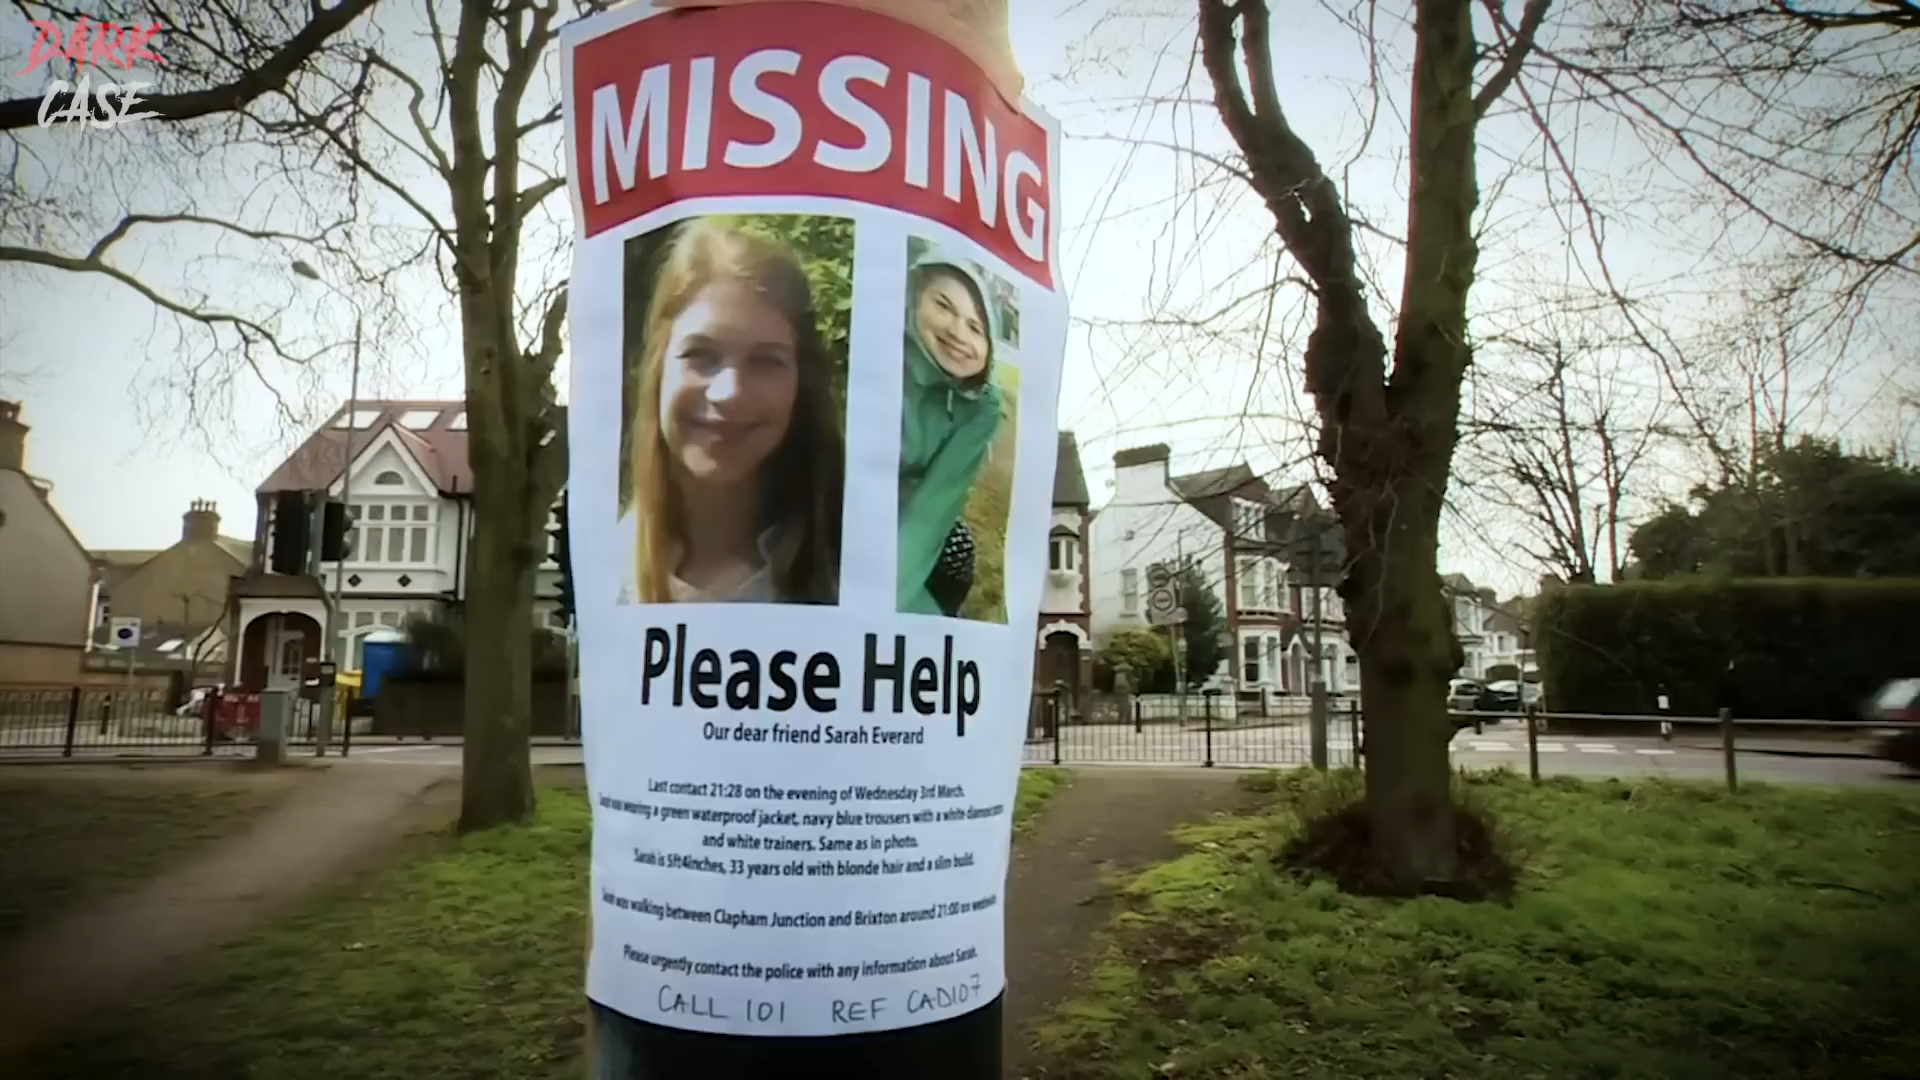 DARK
CASE
MISSING
Please Help
Our dear friend Sarah Everard
Last contact 21:28 on the evening of Wednesday 3rd March.
Sarah was wearing a green waterproof jacket, navy blue trousers with a white diamond
and white trainers. Same as in photo.
Sarah is 5ft4inches, 33 years old with blonde hair and a slim build.
Sarah was walking between Clapham Junction and Brixton around 21:00 on
Please urgently contact the police with any information about Sarah.
CALL 101 REF CAD107